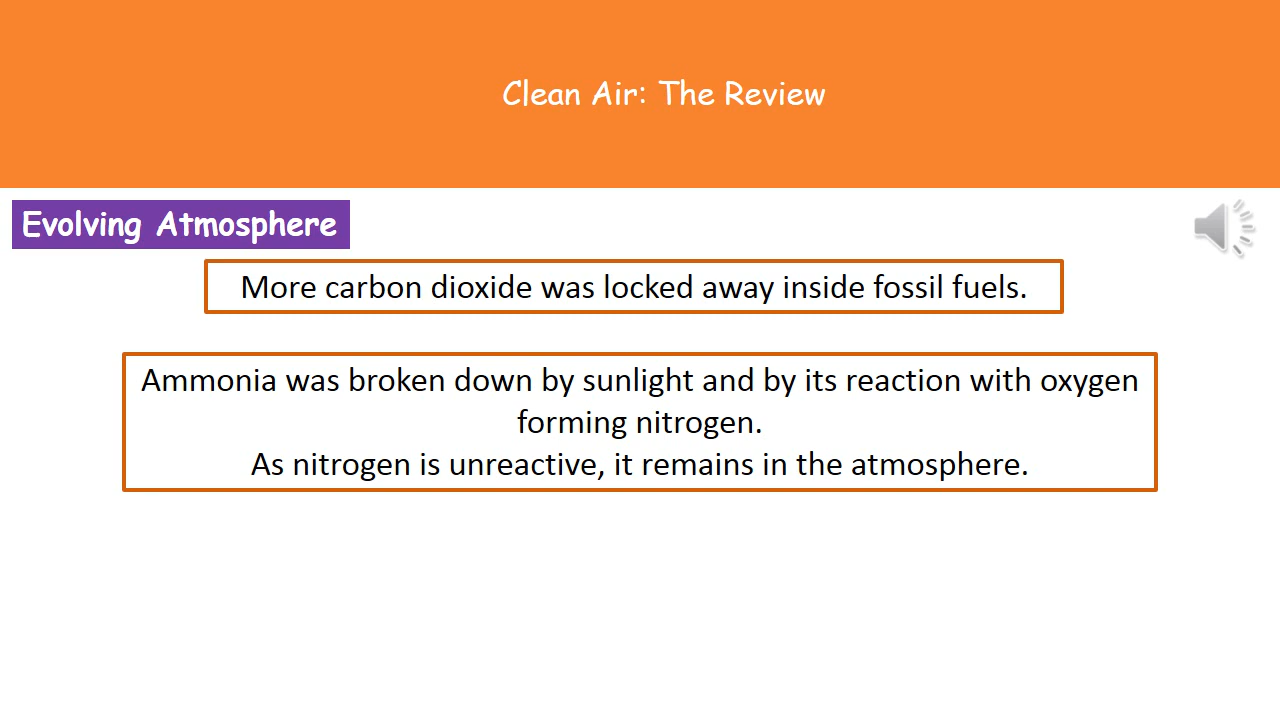 Clean Air: The Review
Evolving Atmosphere
More carbon dioxide was locked away inside fossil fuels.
Ammonia was broken down by sunlight and by its reaction with oxygen
forming nitrogen.
As nitrogen is unreactive, it remains in the atmosphere.